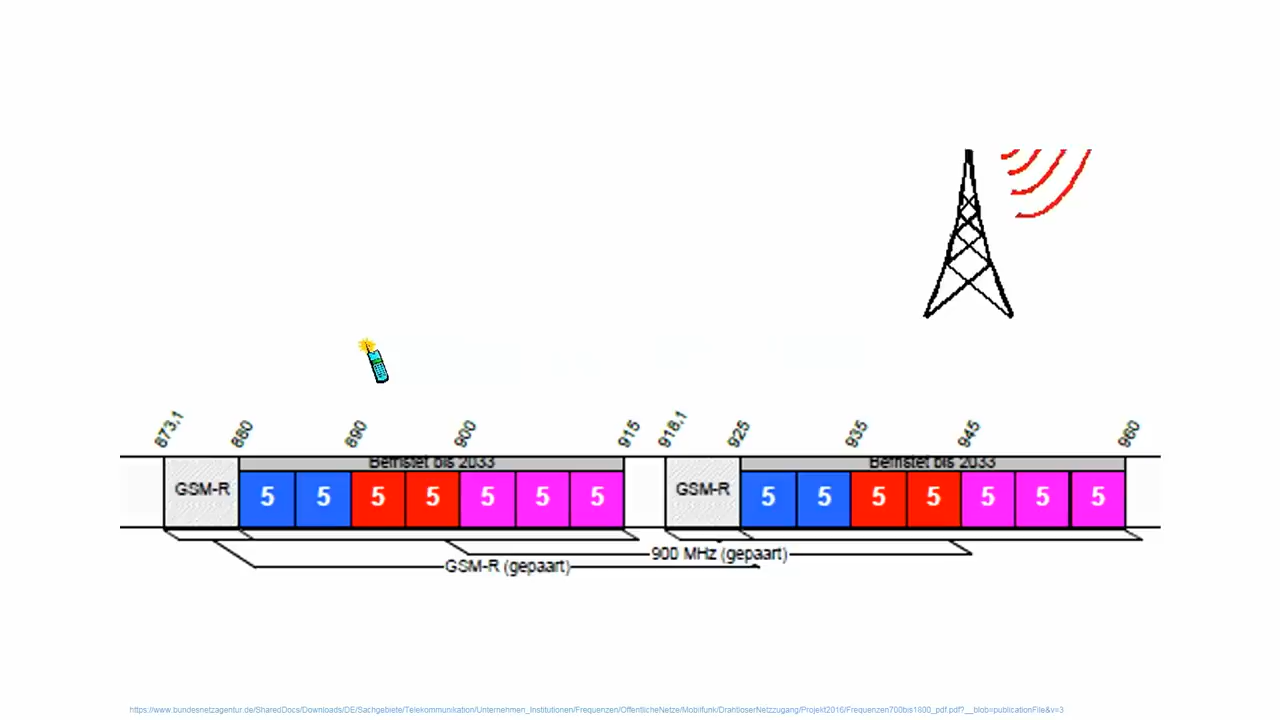 873,1 880 890 900 915 918,1 925 935 945 960
Befristet bis 2033 Befristet bis 2033
GSM-R 5 5 5 5 5 5 5 GSM-R 5 5 5 5 5 5 5
900 MHz (gepaart)
GSM-R (gepaart)
https://www.bundesnetzagentur.de/SharedDocs/Downloads/DE/Sachgebiete/Telekommunikation/Unternehmen_Institutionen/Frequenzen/OffentlicheNetze/Mobilfunk/DrahtloserNetzzugang/Projekt2016/Frequenzen700bis1800_pdf.pdf?__blob=publicationFile&v=3